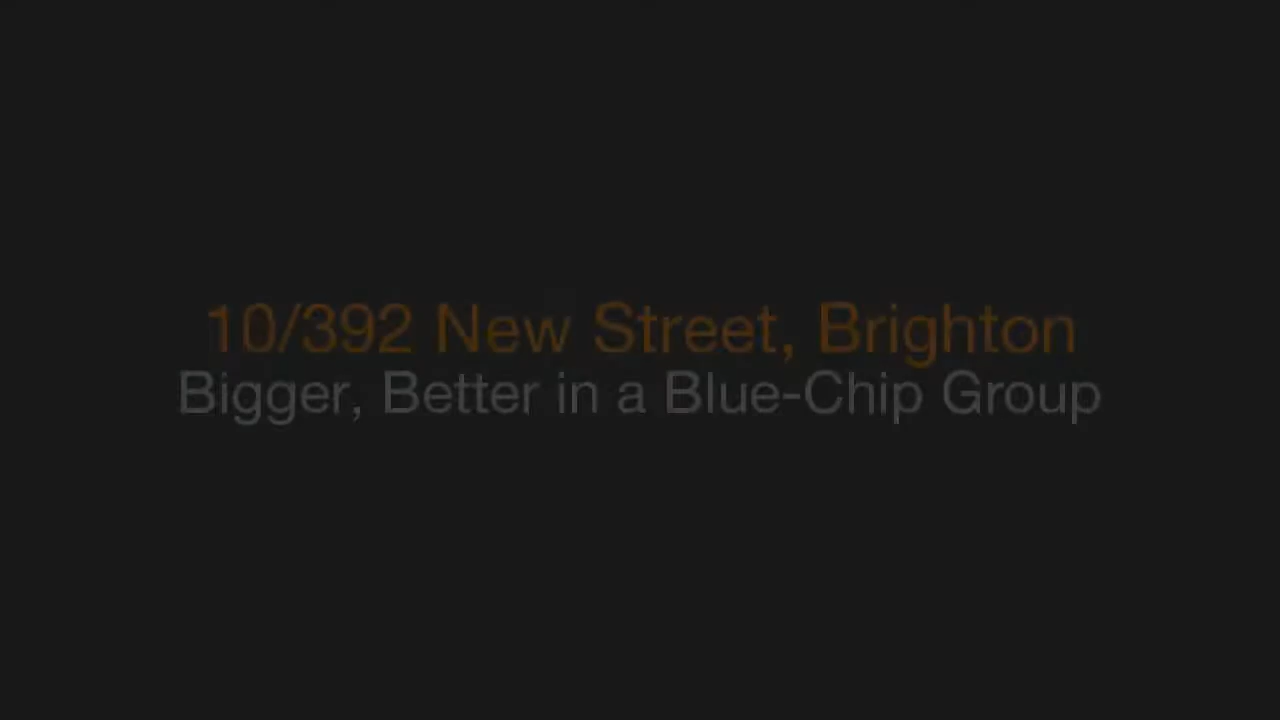 10/392 New Street, Brighton
Bigger, Better in a Blue-Chip Group